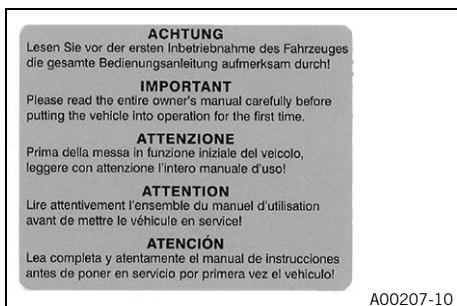 ACHTUNG
Lesen Sie vor der ersten Inbetriebnahme des Fahrzeuges
die gesamte Bedienungsanleitung aufmerksam durch!
IMPORTANT
Please read the entire owner's manual carefully before
putting the vehicle into operation for the first time.
ATTENZIONE
Prima della messa in funzione iniziale del veicolo,
leggere con attenzione l'intero manuale d'uso!
ATTENTION
Lire attentivement l'ensemble du manuel d'utilisation
avant de mettre le véhicule en service!
ATENCIÓN
Lea completa y atentamente el manual de instrucciones
antes de poner en servicio por primera vez el vehiculo!
A00207-10